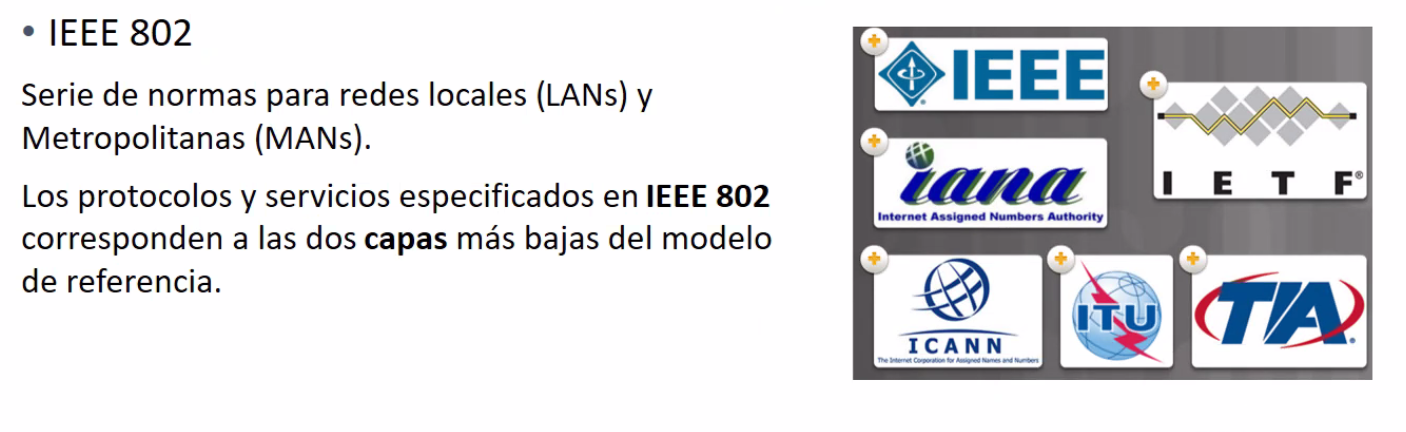 • IEEE 802
Serie de normas para redes locales (LANs) y
Metropolitanas (MANs).
Los protocolos y servicios especificados en IEEE 802
corresponden a las dos capas más bajas del modelo
de referencia.
IEEE
I E T F®
iana
Internet Assigned Numbers Authority
ICANN
The Internet Corporation for Assigned Names and Numbers
ITU
TIA